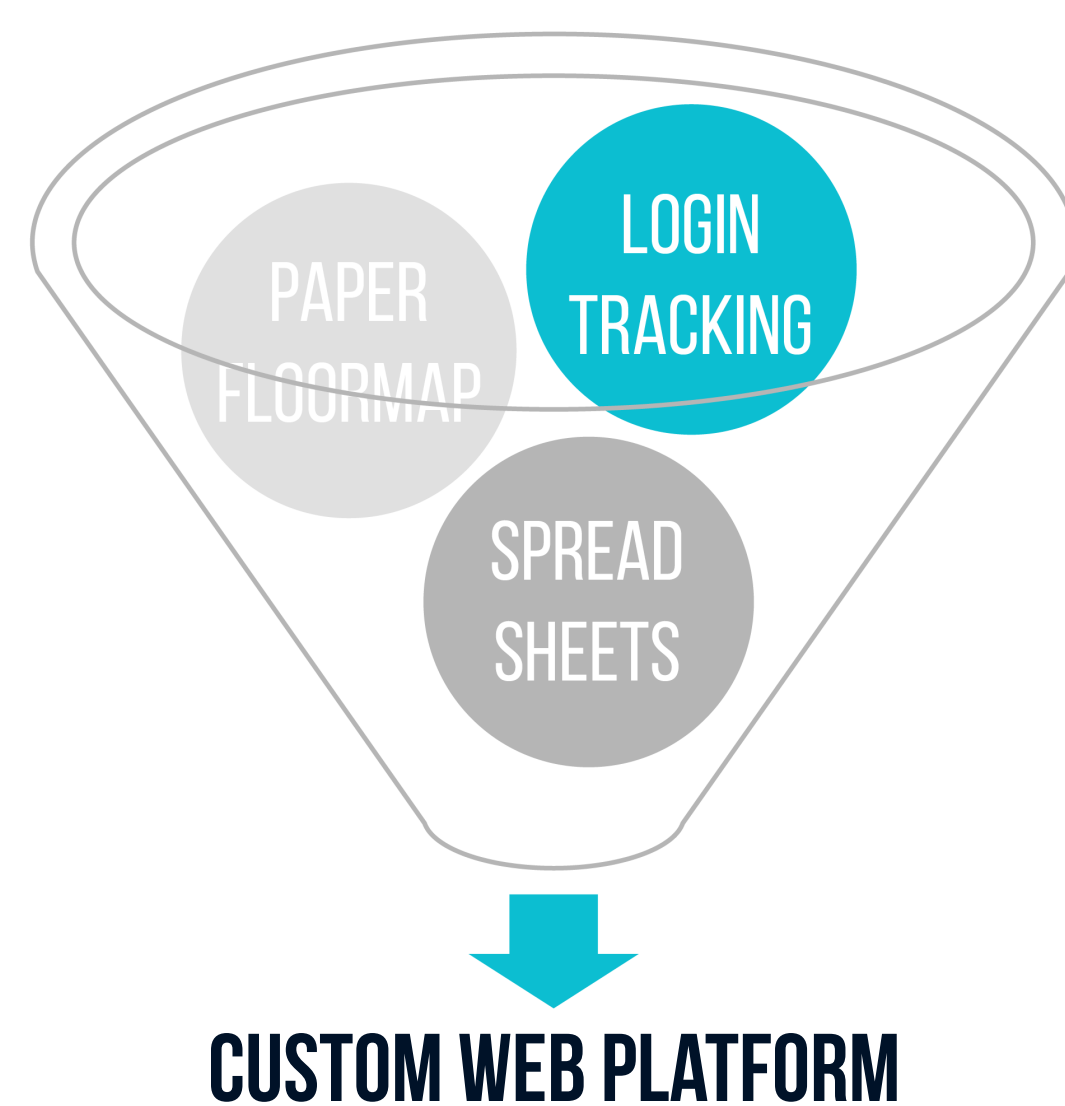 PAPER
FLOORMAP
LOGIN
TRACKING
SPREAD
SHEETS
CUSTOM WEB PLATFORM